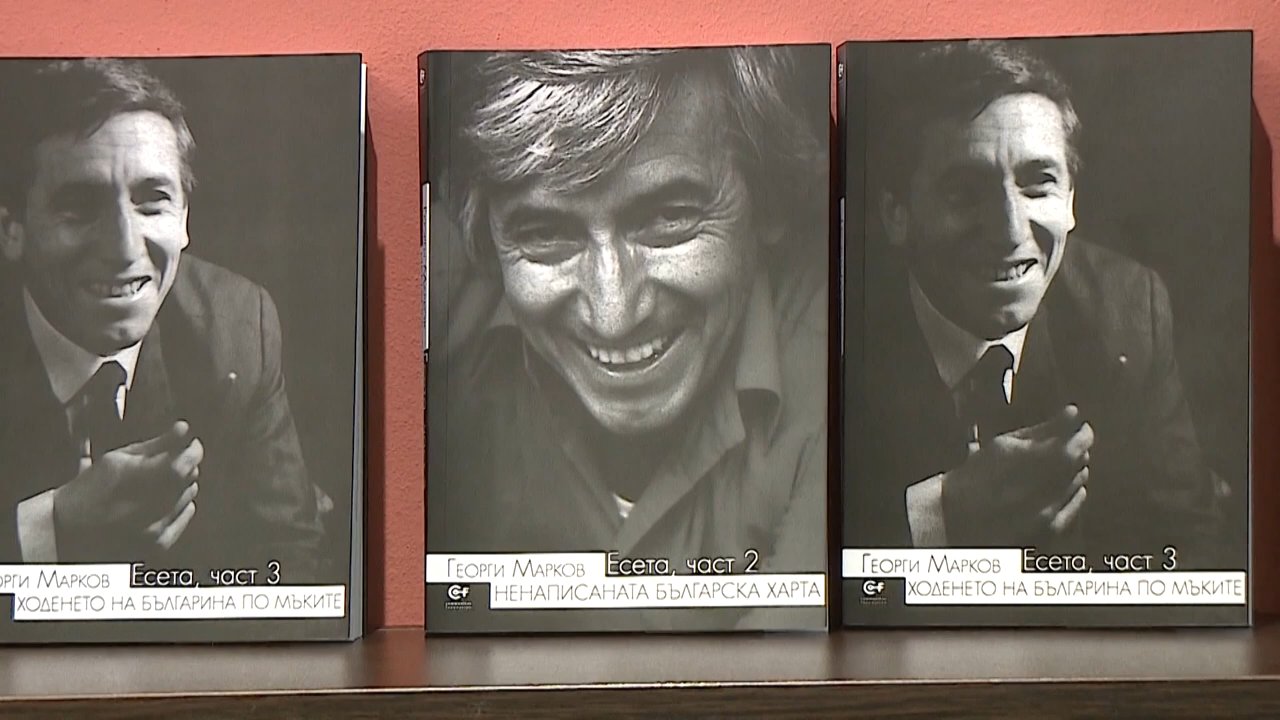 ОРГИ МАРКОВ Есета, част 3
ХОДЕНЕТО НА БЪЛГАРИНА ПО МЪКИТЕ
ГЕОРГИ МАРКОВ Есета, част 2
НЕНАПИСАНАТА БЪЛГАРСКА ХАРТА
ГЕОРГИ МАРКОВ Есета, част 3
ХОДЕНЕТО НА БЪЛГАРИНА ПО МЪКИТЕ